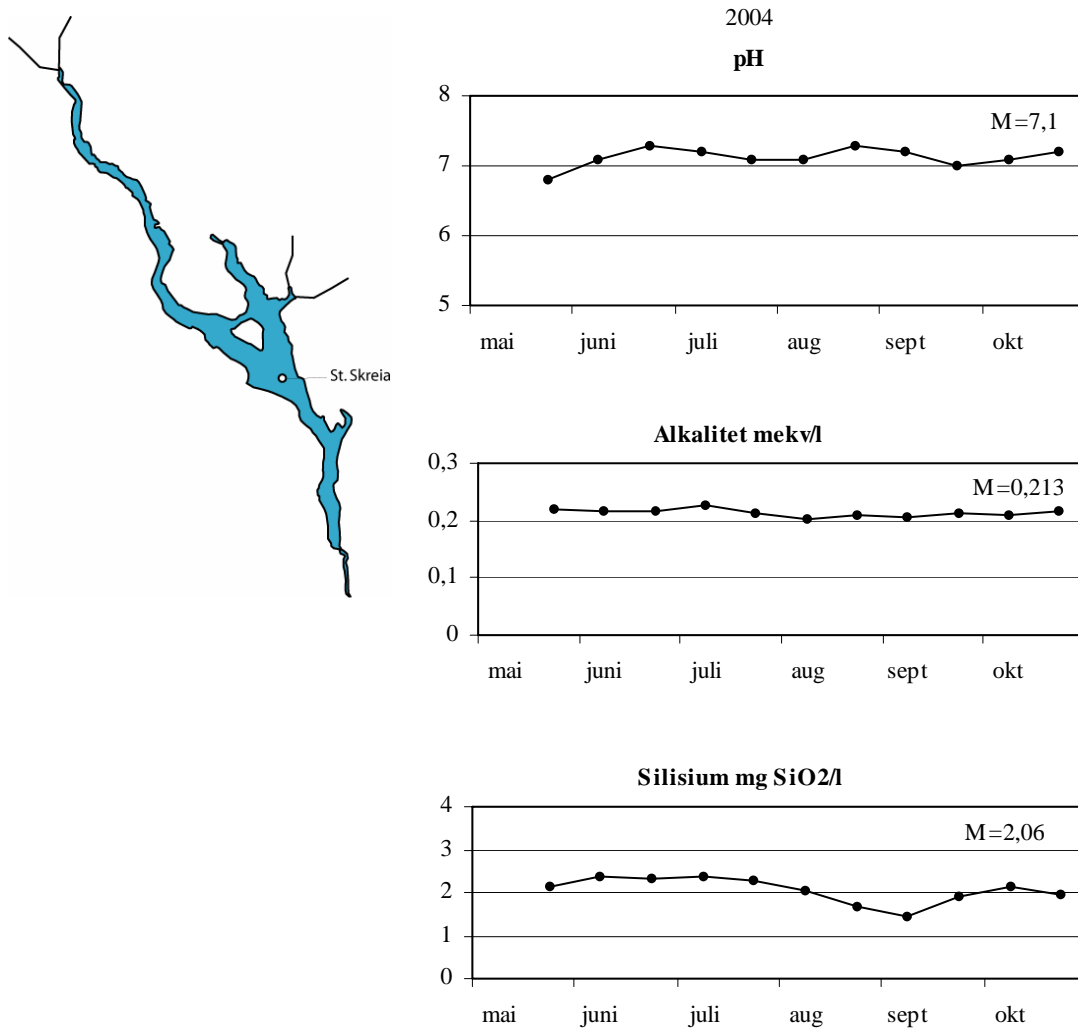 2004
pH
8
7
6
5
M=7,1
mai juni juli aug sept okt
St. Skreia
Alkalitet mekv/l
0,3
0,2
0,1
0
M=0,213
mai juni juli aug sept okt
Silisium mg SiO2/l
4
3
2
1
0
M=2,06
mai juni juli aug sept okt